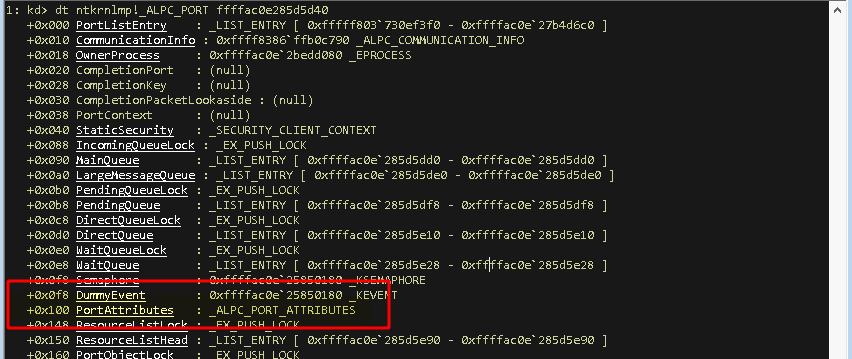 1: kd> dt ntkrnlmp!_ALPC_PORT ffffac0e285d5d40
+0x000 PortListEntry : _LIST_ENTRY [ 0xfffff803`730ef3f0 - 0xffffac0e`27b4d6c0 ]
+0x010 CommunicationInfo : 0xffff8386`ffb0c790 _ALPC_COMMUNICATION_INFO
+0x018 OwnerProcess : 0xffffac0e`2bedd080 _EPROCESS
+0x020 CompletionPort : (null)
+0x028 CompletionKey : (null)
+0x030 CompletionPacketLookaside : (null)
+0x038 PortContext : (null)
+0x040 StaticSecurity : _SECURITY_CLIENT_CONTEXT
+0x088 IncomingQueueLock : _EX_PUSH_LOCK
+0x090 MainQueue : _LIST_ENTRY [ 0xffffac0e`285d5dd0 - 0xffffac0e`285d5dd0 ]
+0x0a0 LargeMessageQueue : _LIST_ENTRY [ 0xffffac0e`285d5de0 - 0xffffac0e`285d5de0 ]
+0x0b0 PendingQueueLock : _EX_PUSH_LOCK
+0x0b8 PendingQueue : _LIST_ENTRY [ 0xffffac0e`285d5df8 - 0xffffac0e`285d5df8 ]
+0x0c8 DirectQueueLock : _EX_PUSH_LOCK
+0x0d0 DirectQueue : _LIST_ENTRY [ 0xffffac0e`285d5e10 - 0xffffac0e`285d5e10 ]
+0x0e0 WaitQueueLock : _EX_PUSH_LOCK
+0x0e8 WaitQueue : _LIST_ENTRY [ 0xffffac0e`285d5e28 - 0xffffac0e`285d5e28 ]
+0x0f8 Semaphore : 0xffffac0e`25850180 _KSEMAPHORE
+0x0f8 DummyEvent : 0xffffac0e`25850180 _KEVENT
+0x100 PortAttributes : _ALPC_PORT_ATTRIBUTES
+0x148 ResourceListLock : _EX_PUSH_LOCK
+0x150 ResourceListHead : _LIST_ENTRY [ 0xffffac0e`285d5e90 - 0xffffac0e`285d5e90 ]
+0x160 PortObjectLock : _EX_PUSH_LOCK